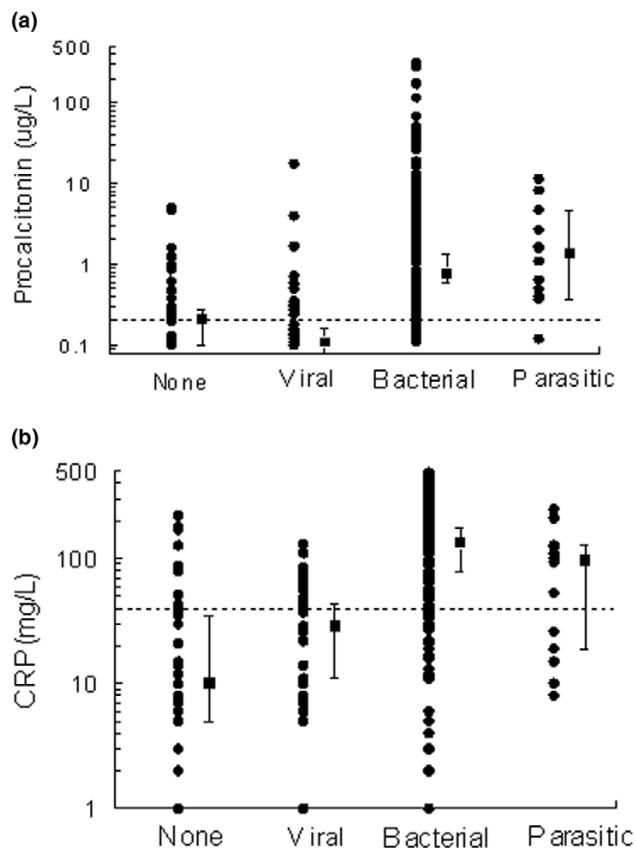 (a)
Procalcitonin (ug/L)
500
100
10
1
0.1
None
Viral
Bacterial
Parasitic
(b)
CRP (mg/L)
500
100
10
1
None
Viral
Bacterial
Parasitic